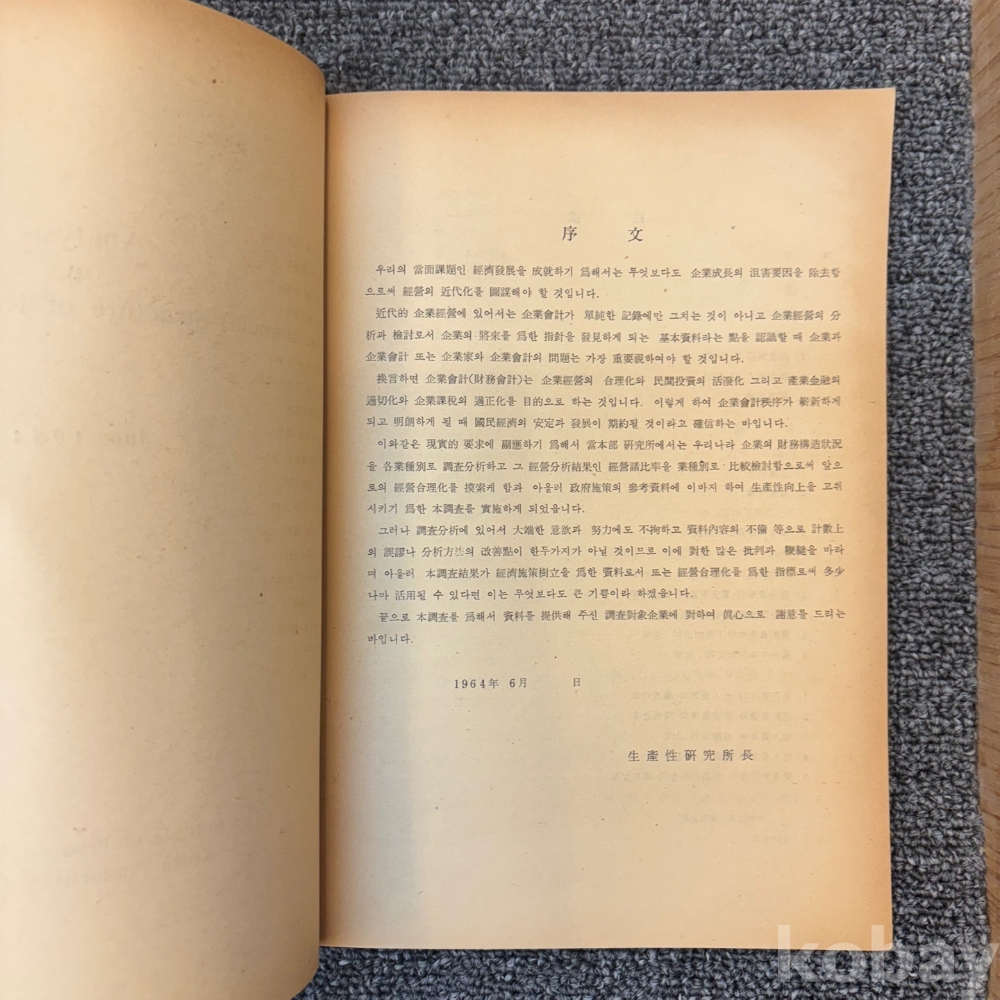 序 文
우리의 當面課題인 經濟發展을 成就하기 爲해서는 무엇보다도 企業成長의 沮害要因을 除去함
으로써 經營의 近代化를 圖謀해야 할 것입니다.
近代的 企業經營에 있어서는 企業會計가 單純한 記錄에만 그치는 것이 아니고 企業經營의 分
析과 檢討로서 企業의 將來를 爲한 指針을 發見하게 되는 基本資料라는 點을 認識할 때 企業과
企業會計 또는 企業家와 企業會計의 問題는 가장 重要視하여야 할 것입니다.
換言하면 企業會計(財務會計)는 企業經營의 合理化와 民間投資의 活潑化 그리고 產業金融의
適切化와 企業課稅의 適正化를 目的으로 하는 것입니다. 이렇게 하여 企業會計秩序가 嶄新하게
되고 明朗하게 될 때 國民經濟의 安定과 發展이 期約될 것이라고 確信하는 바입니다.
이와같은 現實的 要求에 副應하기 爲해서 當本部 硏究所에서는 우리나라 企業의 財務構造狀況
을 各業種別로 調査分析하고 그 經營分析結果인 經營諸比率을 業種別로 比較檢討함으로써 앞으
로의 經營合理化를 摸索케 함과 아울러 政府施策의 參考資料에 이바지 하여 生產性向上을 고취
시키기 爲한 本調査를 實施하게 되었읍니다.
그러나 調査分析에 있어서 大端한 意欲과 努力에도 不拘하고 資料內容의 不備 等으로 計數上
의 誤謬나 分析方法의 改善點이 한두가지가 아닐 것이므로 이에 對한 많은 批判과 鞭韃을 바라
며 아울러 本調査結果가 經濟施策樹立을 爲한 資料로서 또는 經營合理化를 爲한 指標로써 多少
나마 活用될 수 있다면 이는 무엇보다도 큰 기쁨이라 하겠읍니다.
끝으로 本調査를 爲해서 資料를 提供해 주신 調査對象企業에 對하여 眞心으로 謝意를 드리는
바입니다.
1964年 6月 日
生產性硏究所長
kobay